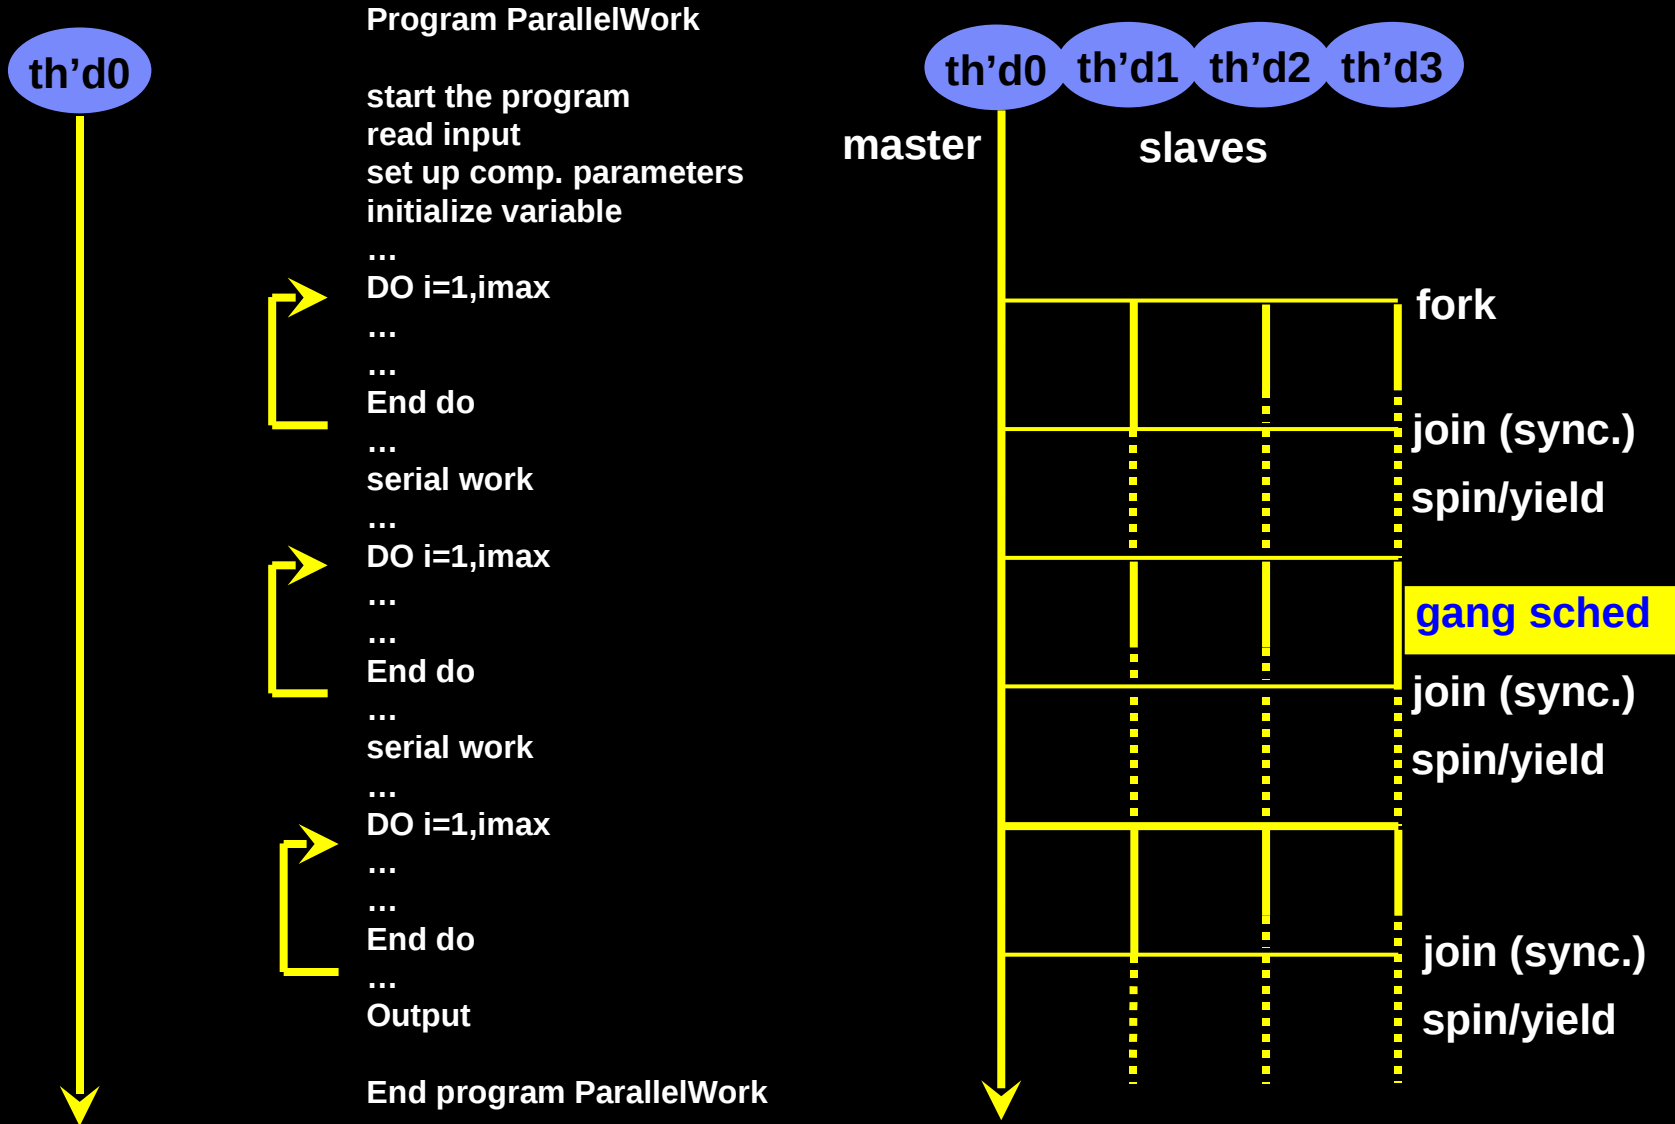 th’d0
Program ParallelWork
start the program
read input
set up comp. parameters
initialize variable
...
DO i=1,imax
...
...
End do
...
serial work
...
DO i=1,imax
...
...
End do
...
serial work
...
DO i=1,imax
...
...
End do
...
Output
End program ParallelWork
th’d0 th’d1 th’d2 th’d3
master slaves
fork
join (sync.)
spin/yield
gang sched
join (sync.)
spin/yield
join (sync.)
spin/yield